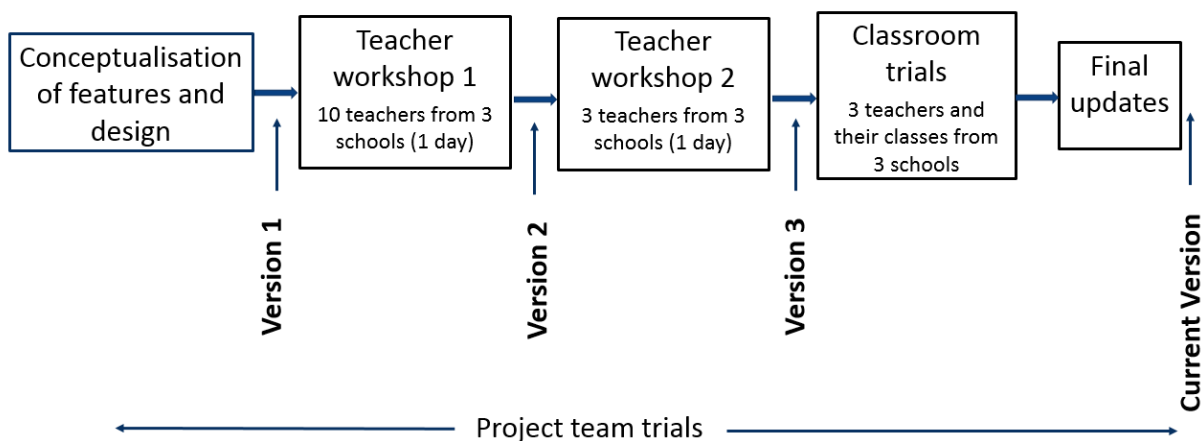 Conceptualisation
of features and
design
Teacher
workshop 1
10 teachers from 3
schools (1 day)
Teacher
workshop 2
3 teachers from 3
schools (1 day)
Classroom
trials
3 teachers and
their classes from
3 schools
Final
updates
Version 1
Version 2
Version 3
Current Version
Project team trials